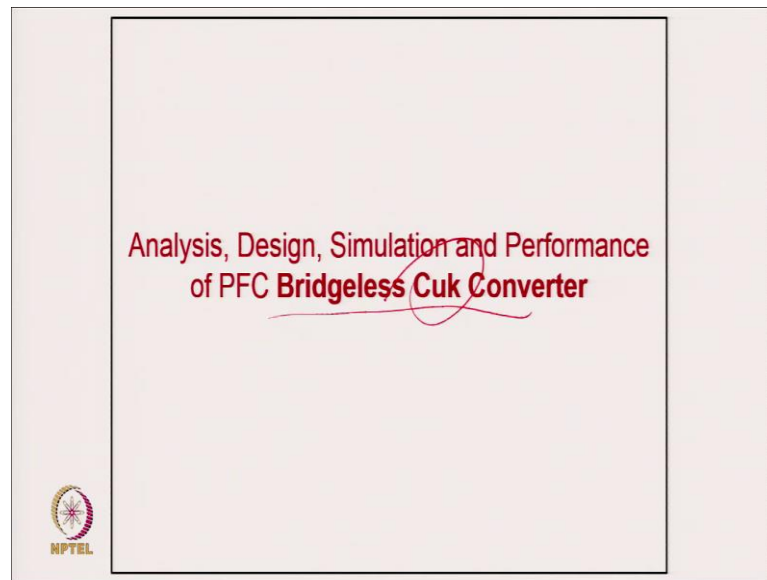 Analysis, Design, Simulation and Performance
of PFC Bridgeless Cuk Converter
NPTEL